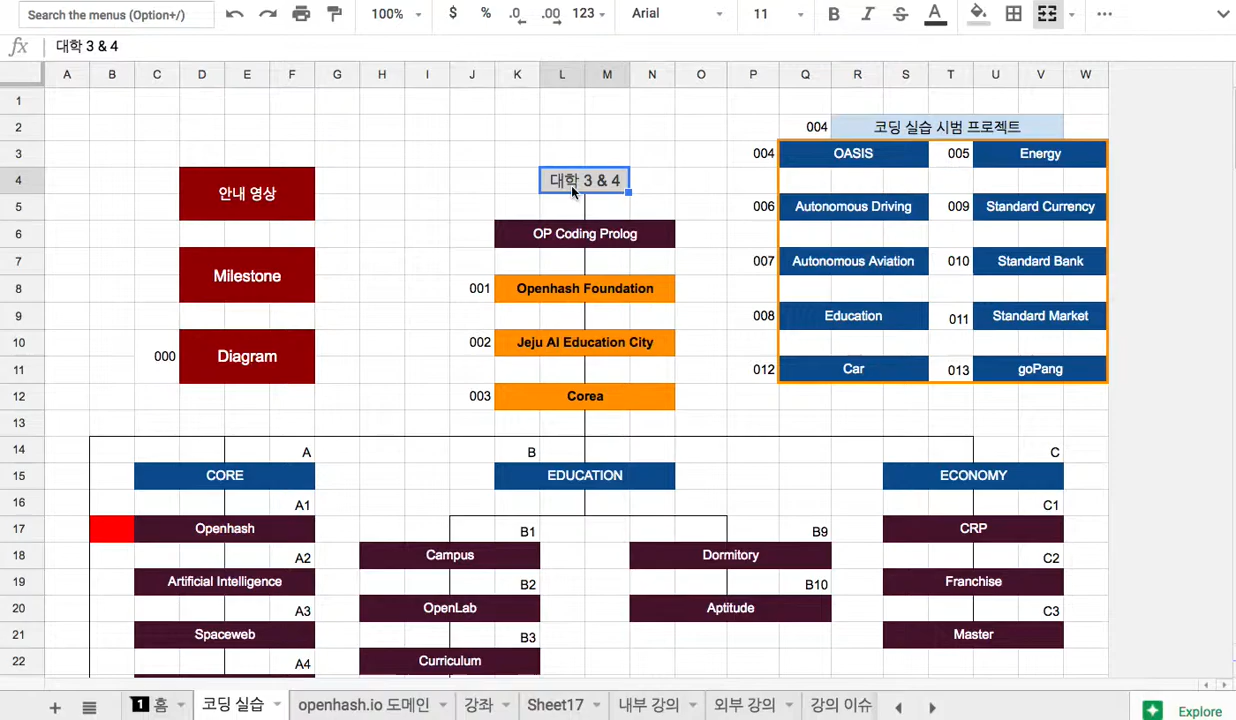 Search the menus (Option+/)
100%
$
%
.0
.00
123
Arial
11
B
I
S
A
fx
대학 3 & 4
A B C D E F G H I J K L M N O P Q R S T U V W
1
2
004 코딩 실습 시범 프로젝트
3
004 OASIS 005 Energy
4
안내 영상
대학 3 & 4
5
006 Autonomous Driving 009 Standard Currency
6
OP Coding Prolog
7
Milestone
007 Autonomous Aviation 010 Standard Bank
8
001 Openhash Foundation
9
008 Education 011 Standard Market
10
000 Diagram
002 Jeju AI Education City
11
012 Car 013 goPang
12
003 Corea
13
14
A B C
15
CORE EDUCATION ECONOMY
16
A1 C1
17
Openhash B1 B9 CRP
18
A2 Campus Dormitory C2
19
Artificial Intelligence B2 B10 Franchise
20
A3 OpenLab Aptitude C3
21
Spaceweb B3 Master
22
A4 Curriculum
1 홈
코딩 실습
openhash.io 도메인
강좌
Sheet17
내부 강의
외부 강의
강의 이슈
Explore